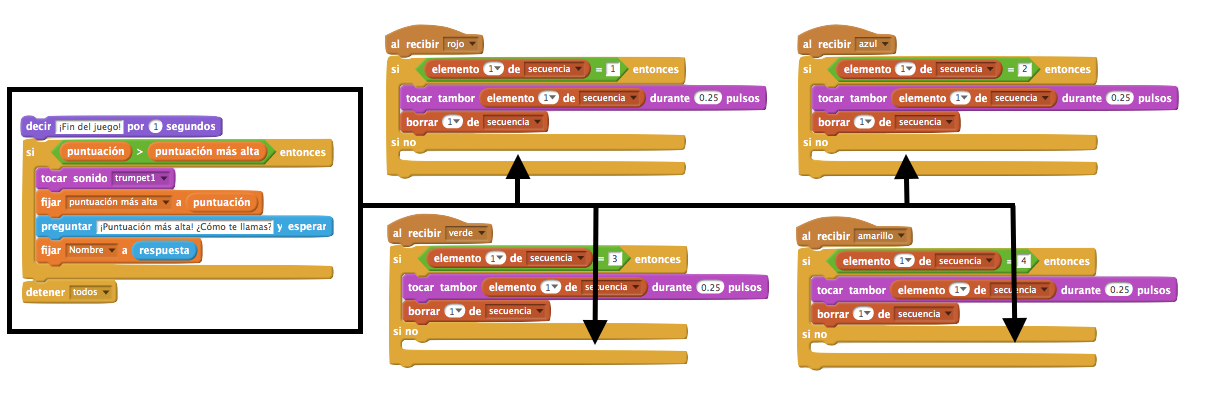 decir ¡Fin del juego! por 1 segundos
si puntuación > puntuación más alta entonces
tocar sonido trumpet1
fijar puntuación más alta a puntuación
preguntar ¡Puntuación más alta! ¿Cómo te llamas? y esperar
fijar Nombre a respuesta
detener todos
al recibir rojo
si elemento 1 de secuencia = 1 entonces
tocar tambor elemento 1 de secuencia durante 0.25 pulsos
borrar 1 de secuencia
si no
al recibir azul
si elemento 1 de secuencia = 2 entonces
tocar tambor elemento 1 de secuencia durante 0.25 pulsos
borrar 1 de secuencia
si no
al recibir verde
si elemento 1 de secuencia = 3 entonces
tocar tambor elemento 1 de secuencia durante 0.25 pulsos
borrar 1 de secuencia
si no
al recibir amarillo
si elemento 1 de secuencia = 4 entonces
tocar tambor elemento 1 de secuencia durante 0.25 pulsos
borrar 1 de secuencia
si no